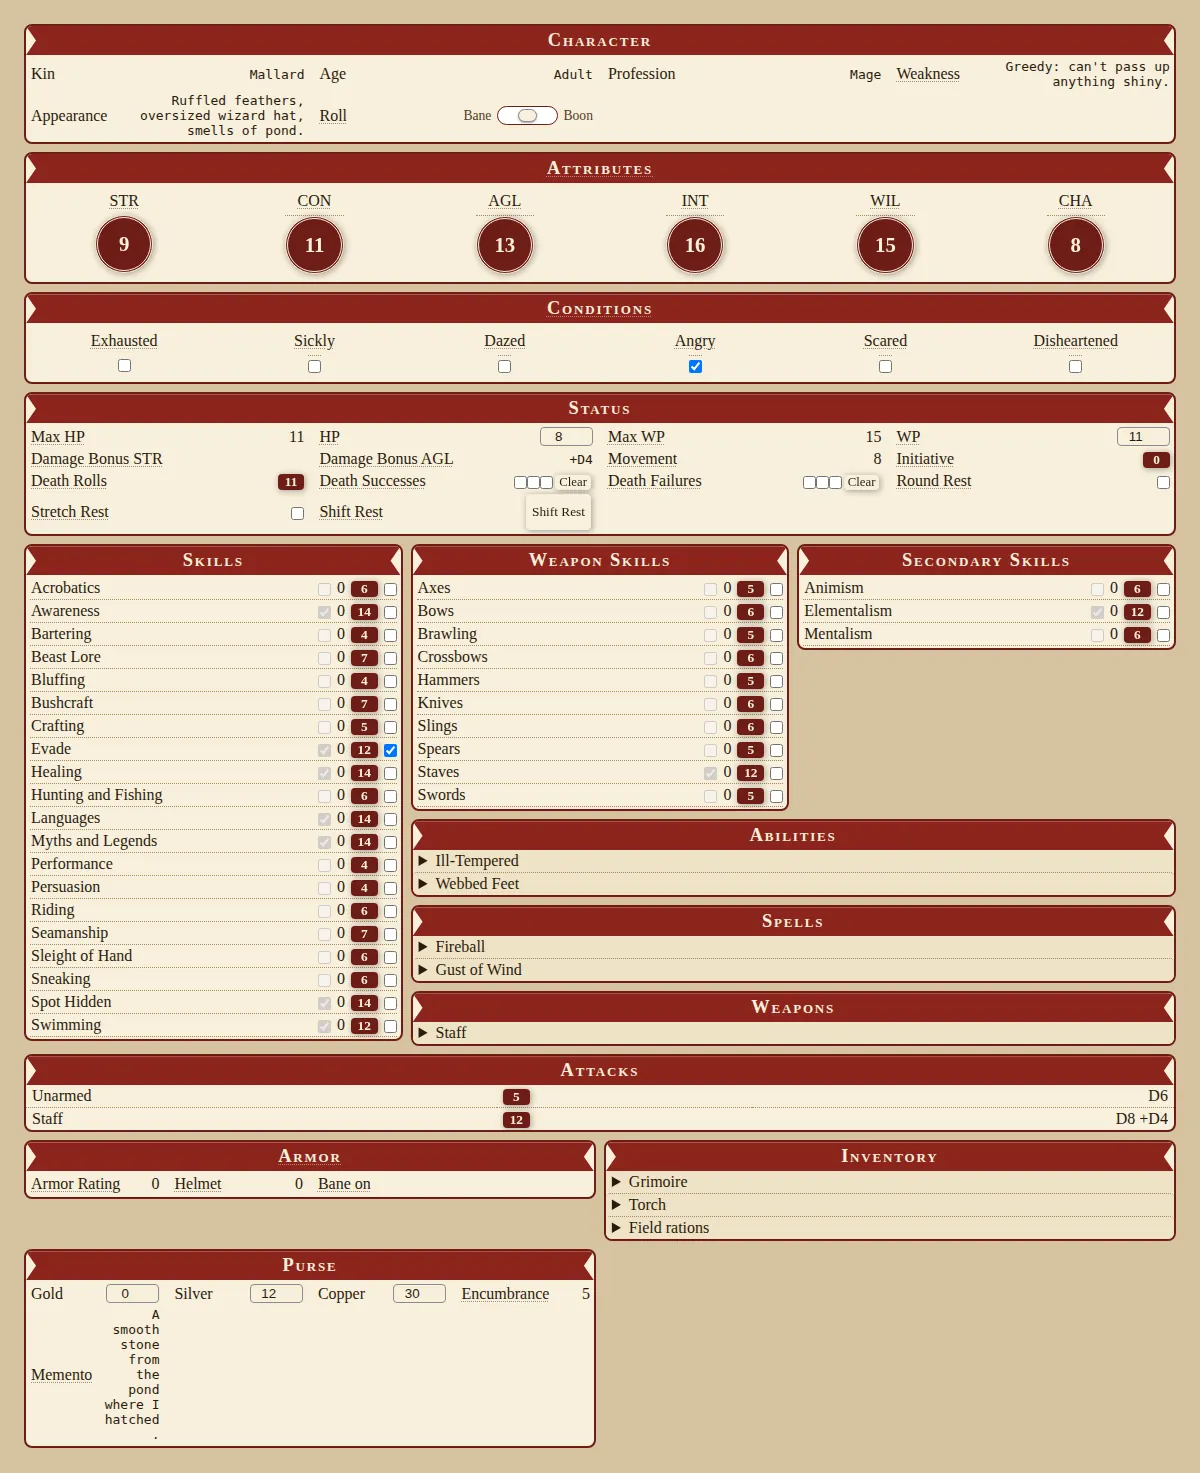 Character
Kin Mallard Age Adult Profession Mage Weakness Greedy: can't pass up
anything shiny.
Appearance Ruffled feathers,
oversized wizard hat,
smells of pond. Roll Bane Boon
Attributes
STR CON AGL INT WIL CHA
9 11 13 16 15 8
Conditions
Exhausted Sickly Dazed Angry Scared Disheartened
Status
Max HP 11 HP 8 Max WP 15 WP 11
Damage Bonus STR Damage Bonus AGL +D4 Movement 8 Initiative 0
Death Rolls 11 Death Successes Clear Death Failures Clear Round Rest
Stretch Rest Shift Rest Shift Rest
Skills
Acrobatics 0 6
Awareness 0 14
Bartering 0 4
Beast Lore 0 7
Bluffing 0 4
Bushcraft 0 7
Crafting 0 5
Evade 0 12
Healing 0 14
Hunting and Fishing 0 6
Languages 0 14
Myths and Legends 0 14
Performance 0 4
Persuasion 0 4
Riding 0 6
Seamanship 0 7
Sleight of Hand 0 6
Sneaking 0 6
Spot Hidden 0 14
Swimming 0 12
Weapon Skills
Axes 0 5
Bows 0 6
Brawling 0 5
Crossbows 0 6
Hammers 0 5
Knives 0 6
Slings 0 6
Spears 0 5
Staves 0 12
Swords 0 5
Secondary Skills
Animism 0 6
Elementalism 0 12
Mentalism 0 6
Abilities
Ill-Tempered
Webbed Feet
Spells
Fireball
Gust of Wind
Weapons
Staff
Attacks
Unarmed 5 D6
Staff 12 D8 +D4
Armor
Armor Rating 0 Helmet 0 Bane on
Inventory
Grimoire
Torch
Field rations
Purse
Gold 0 Silver 12 Copper 30 Encumbrance 5
Memento A
smooth
stone
from
the
pond
where I
hatched
.